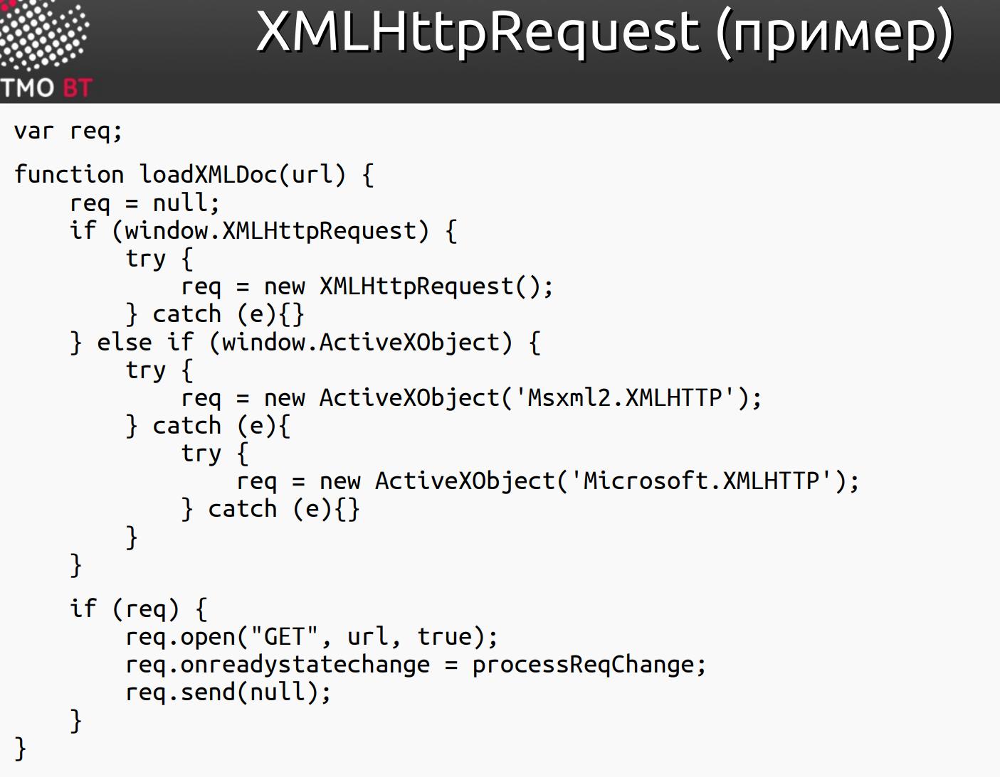 XMLHttpRequest (пример)
TMO BT
var req;
function loadXMLDoc(url) {
    req = null;
    if (window.XMLHttpRequest) {
        try {
            req = new XMLHttpRequest();
        } catch (e){}
    } else if (window.ActiveXObject) {
        try {
            req = new ActiveXObject('Msxml2.XMLHTTP');
        } catch (e){
            try {
                req = new ActiveXObject('Microsoft.XMLHTTP');
            } catch (e){}
        }
    }
    if (req) {
        req.open("GET", url, true);
        req.onreadystatechange = processReqChange;
        req.send(null);
    }
}